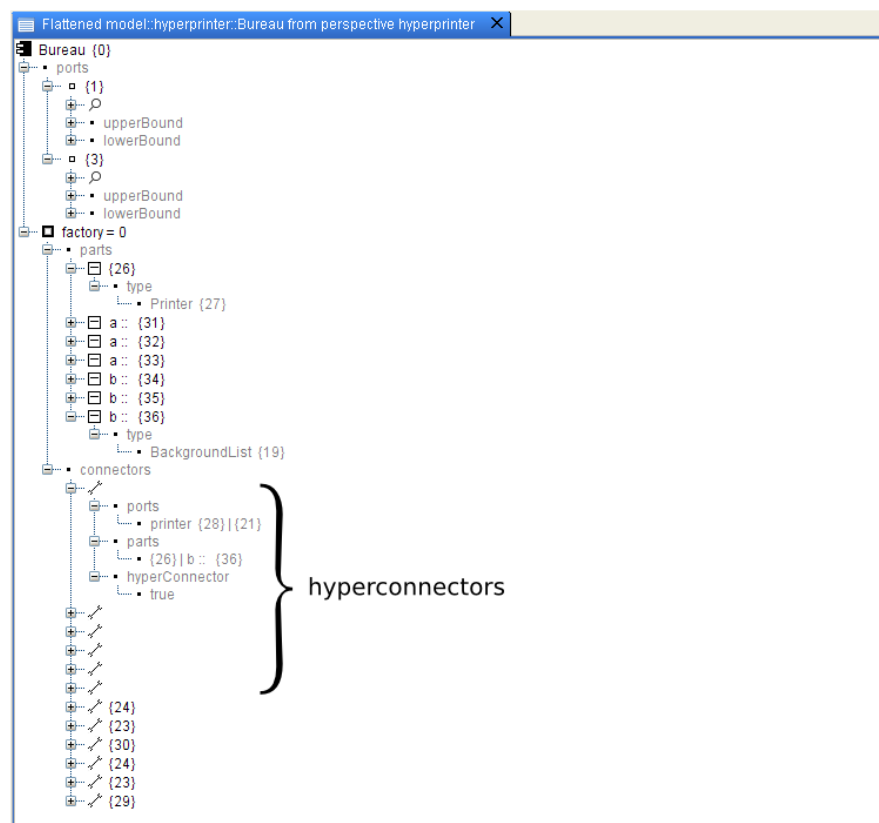 Flattened model::hyperprinter::Bureau from perspective hyperprinter
Bureau {0}
ports
{1}
upperBound
lowerBound
{3}
upperBound
lowerBound
factory = 0
parts
{26}
type
Printer {27}
a :: {31}
a :: {32}
a :: {33}
b :: {34}
b :: {35}
b :: {36}
type
BackgroundList {19}
connectors
ports
printer {28}|{21}
parts
{26}|b :: {36}
hyperConnector
true
hyperconnectors
{24}
{23}
{30}
{24}
{23}
{29}